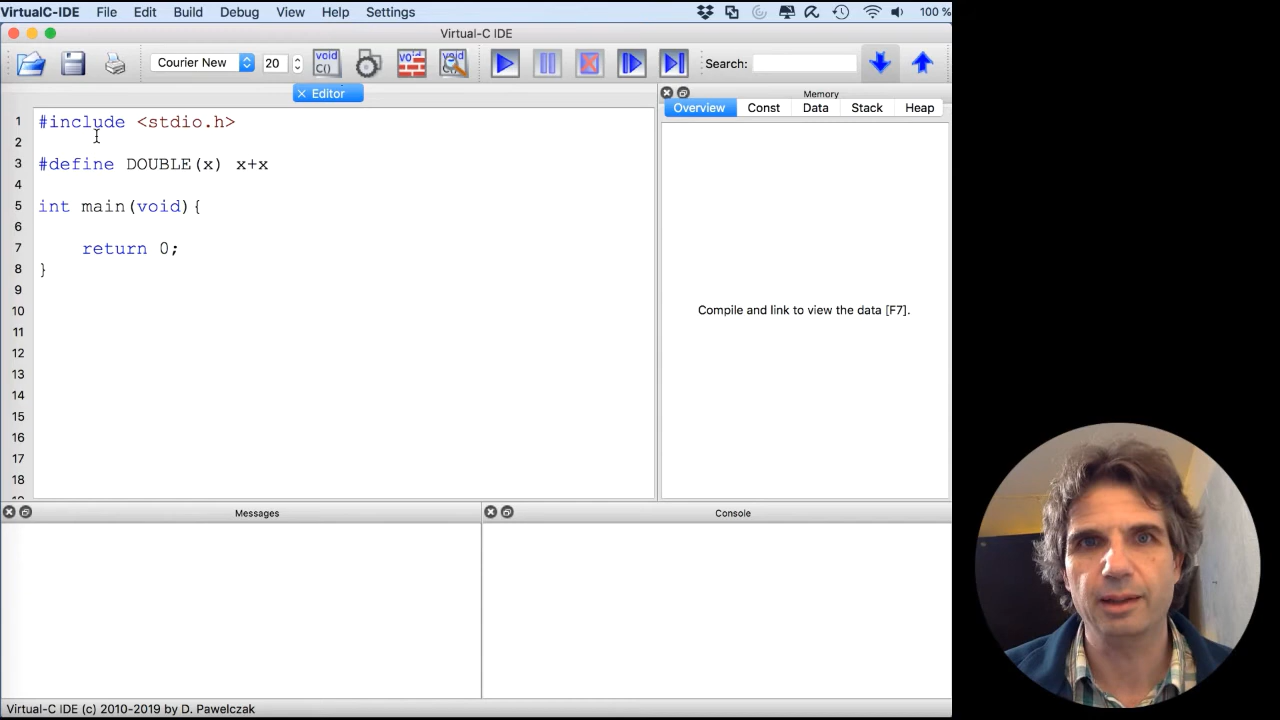 VirtualC-IDE File Edit Build Debug View Help Settings 100 %
Virtual-C IDE
Courier New 20 void C() void void Search:
Editor
Memory
Overview Const Data Stack Heap
1 #include <stdio.h>
2
3 #define DOUBLE(x) x+x
4
5 int main(void){
6
7 return 0;
8 }
9
10
11
12
13
14
15
16
17
18
Compile and link to view the data [F7].
Messages
Console
Virtual-C IDE (c) 2010-2019 by D. Pawelczak